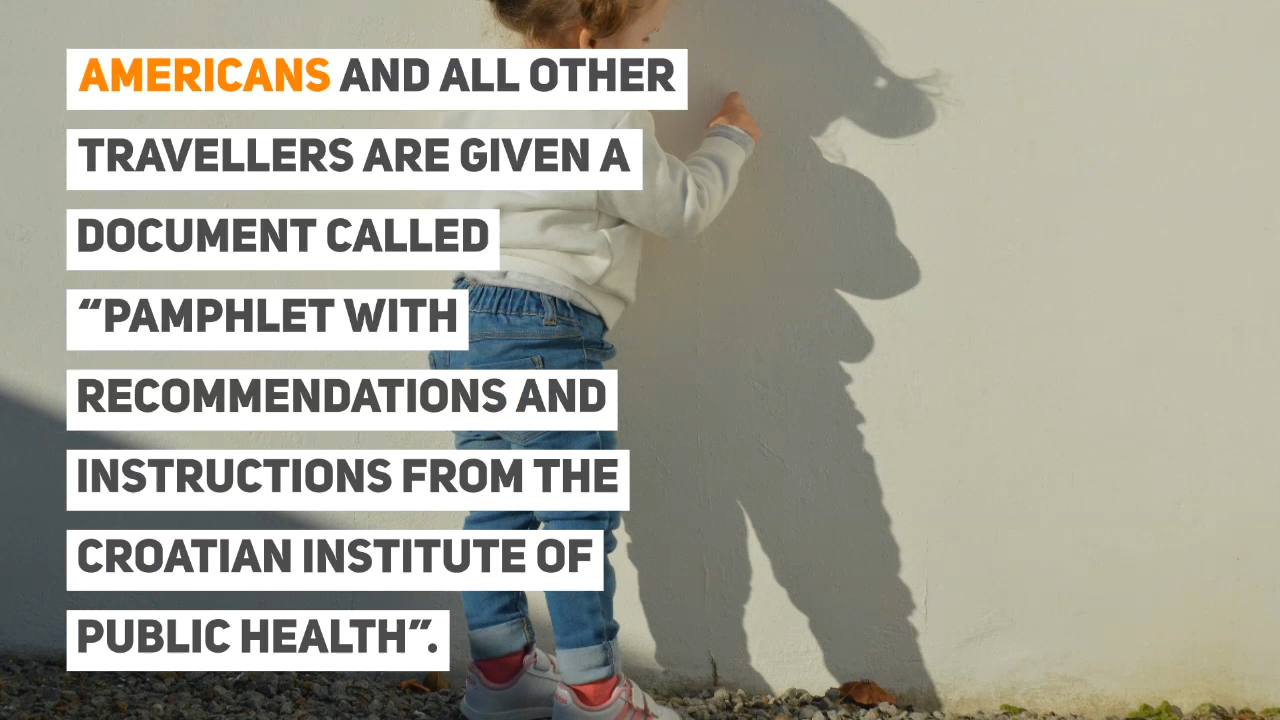 AMERICANS AND ALL OTHER
TRAVELLERS ARE GIVEN A
DOCUMENT CALLED
“PAMPHLET WITH
RECOMMENDATIONS AND
INSTRUCTIONS FROM THE
CROATIAN INSTITUTE OF
PUBLIC HEALTH”.